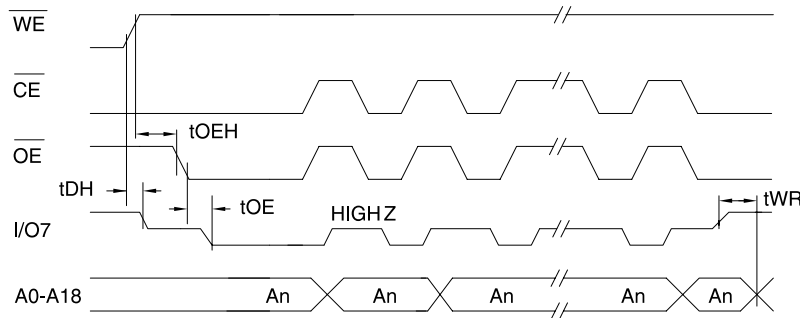 WE
CE
tOEH
OE
tDH
tOE
HIGH Z
tWR
I/O7
A0-A18
An An An An An